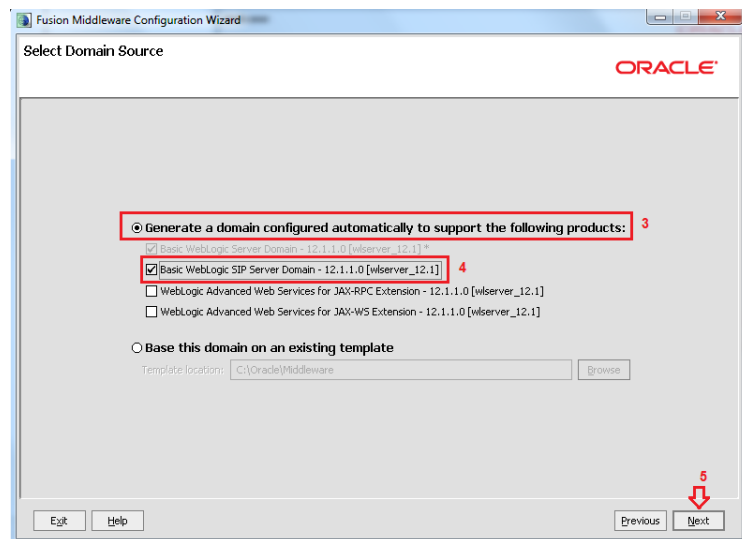 Fusion Middleware Configuration Wizard
Select Domain Source
ORACLE
Generate a domain configured automatically to support the following products: 3
Basic WebLogic Server Domain - 12.1.1.0 [wlserver_12.1] *
Basic WebLogic SIP Server Domain - 12.1.1.0 [wlserver_12.1] 4
WebLogic Advanced Web Services for JAX-RPC Extension - 12.1.1.0 [wlserver_12.1]
WebLogic Advanced Web Services for JAX-WS Extension - 12.1.1.0 [wlserver_12.1]
Base this domain on an existing template
Template location: C:\Oracle\Middleware Browse
5
Exit Help Previous Next